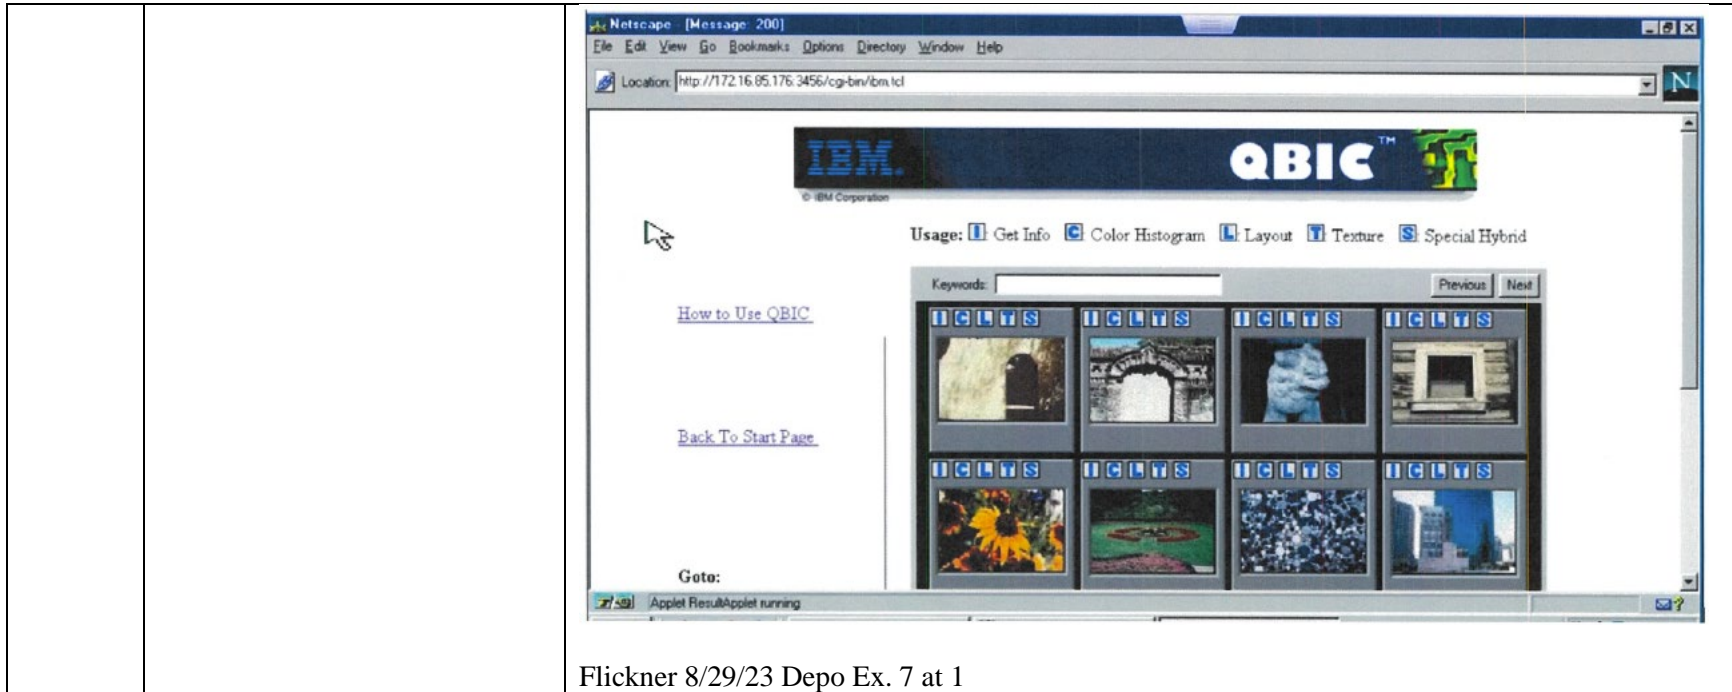 Netscape - [Message: 200]
File Edit View Go Bookmarks Options Directory Window Help
Location: http://172.16.85.176:3456/cgi-bin/ibm.tcl
N
IBM.
QBIC™
© IBM Corporation
Usage: I: Get Info C: Color Histogram L: Layout T: Texture S: Special Hybrid
Keywords:
Previous Next
How to Use QBIC
I C L T S I C L T S I C L T S I C L T S
Back To Start Page
I C L T S I C L T S I C L T S I C L T S
Goto:
Applet ResultApplet running
Flickner 8/29/23 Depo Ex. 7 at 1